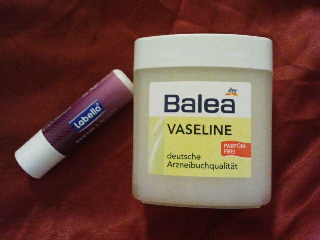 Labello
dm
Balea
VASELINE
PARFÜM-
FREI
deutsche
Arzneibuchqualität